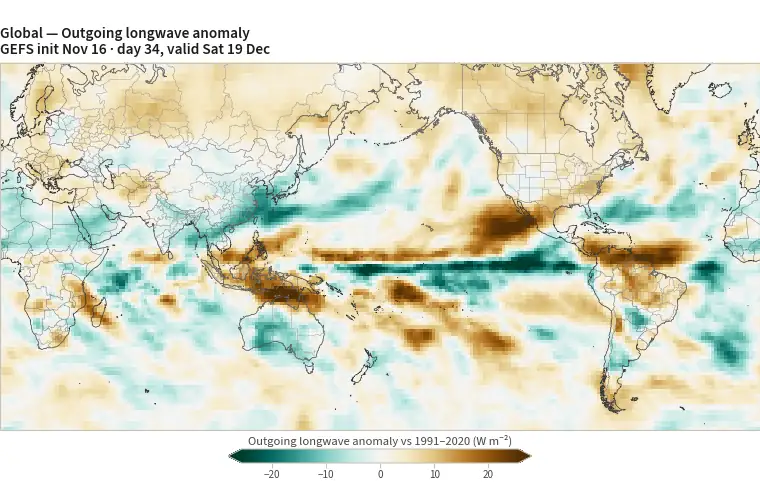 Global — Outgoing longwave anomaly
GEFS init Nov 16 · day 34, valid Sat 19 Dec
Outgoing longwave anomaly vs 1991–2020 (W m⁻²)
−20 −10 0 10 20